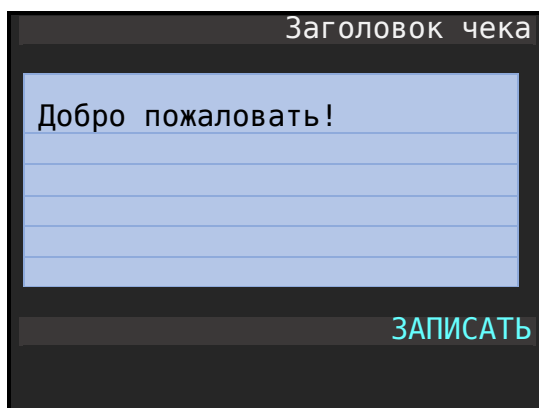 Заголовок чека
Добро пожаловать!
ЗАПИСАТЬ